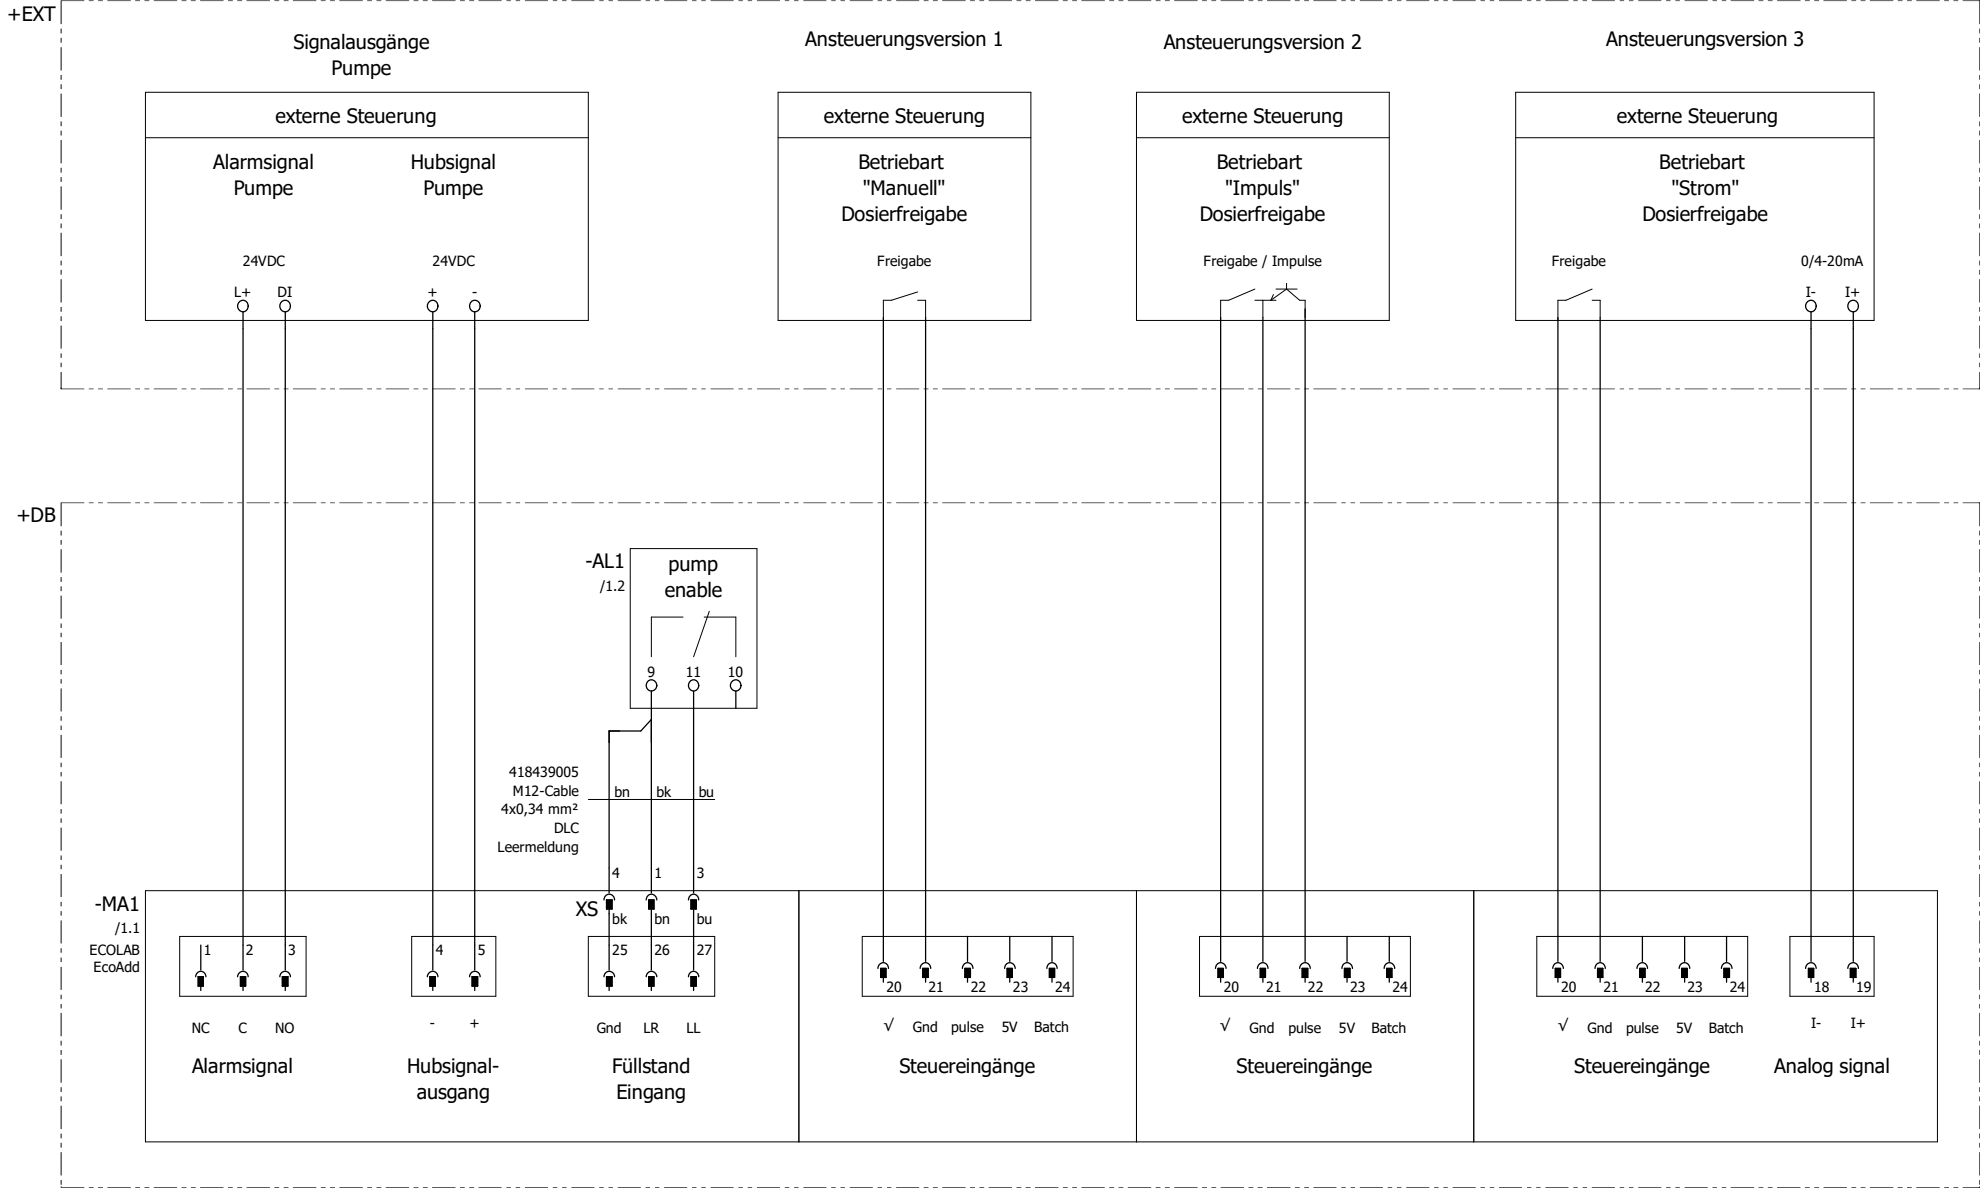 +EXT
Signalausgänge
Pumpe
Ansteuerungsversion 1
Ansteuerungsversion 2
Ansteuerungsversion 3
externe Steuerung
Alarmsignal
Pumpe
Hubsignal
Pumpe
24VDC
24VDC
L+ DI
+ -
externe Steuerung
Betriebart
"Manuell"
Dosierfreigabe
Freigabe
externe Steuerung
Betriebart
"Impuls"
Dosierfreigabe
Freigabe / Impulse
externe Steuerung
Betriebart
"Strom"
Dosierfreigabe
Freigabe
0/4-20mA
I- I+
+DB
-AL1
/1.2
pump
enable
9 11 10
418439005
M12-Cable
4x0,34 mm²
DLC
Leermeldung
bn bk bu
4 1 3
-MA1
/1.1
ECOLAB
EcoAdd
XS
bk bn bu
1 2 3
NC C NO
Alarmsignal
4 5
- +
Hubsignal-
ausgang
25 26 27
Gnd LR LL
Füllstand
Eingang
20 21 22 23 24
√ Gnd pulse 5V Batch
Steuereingänge
20 21 22 23 24
√ Gnd pulse 5V Batch
Steuereingänge
20 21 22 23 24
√ Gnd pulse 5V Batch
Steuereingänge
18 19
I- I+
Analog signal